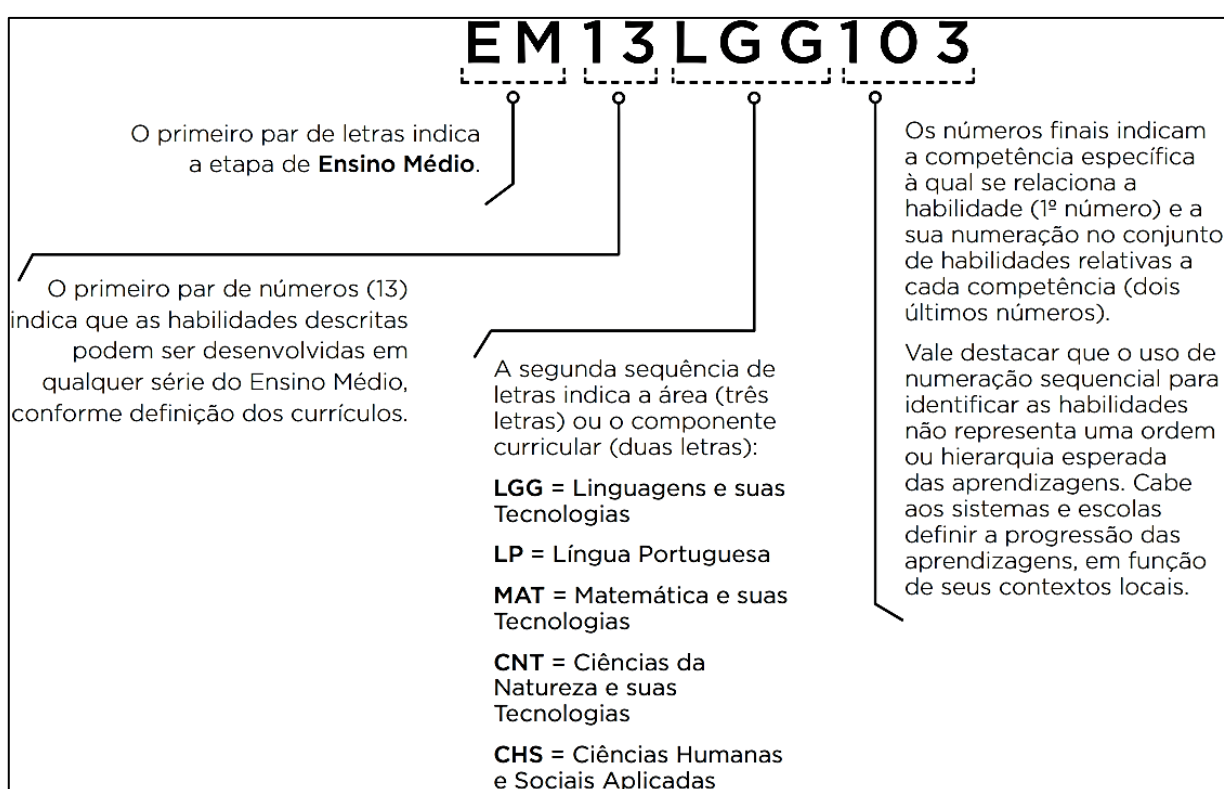 EM13LGG103
O primeiro par de letras indica
a etapa de Ensino Médio.
O primeiro par de números (13)
indica que as habilidades descritas
podem ser desenvolvidas em
qualquer série do Ensino Médio,
conforme definição dos currículos.
A segunda sequência de
letras indica a área (três
letras) ou o componente
curricular (duas letras):
LGG = Linguagens e suas
Tecnologias
LP = Língua Portuguesa
MAT = Matemática e suas
Tecnologias
CNT = Ciências da
Natureza e suas
Tecnologias
CHS = Ciências Humanas
e Sociais Aplicadas
Os números finais indicam
a competência específica
à qual se relaciona a
habilidade (1º número) e a
sua numeração no conjunto
de habilidades relativas a
cada competência (dois
últimos números).
Vale destacar que o uso de
numeração sequencial para
identificar as habilidades
não representa uma ordem
ou hierarquia esperada
das aprendizagens. Cabe
aos sistemas e escolas
definir a progressão das
aprendizagens, em função
de seus contextos locais.